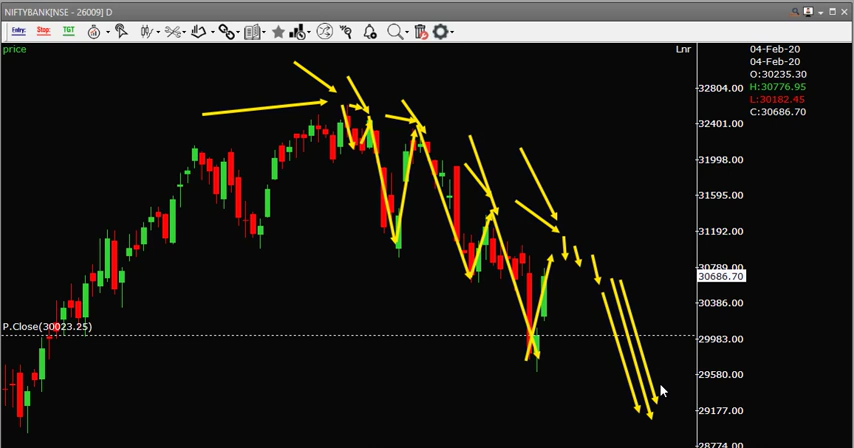 NIFTYBANK[NSE - 26009] D
Entry:
Stop:
TGT
price
Lnr
04-Feb-20
04-Feb-20
O:30235.30
H:30776.95
L:30182.45
C:30686.70
32804.00
32401.00
31998.00
31595.00
31192.00
30789.00
30686.70
30386.00
P.Close(30023.25)
29983.00
29580.00
29177.00
28774.00